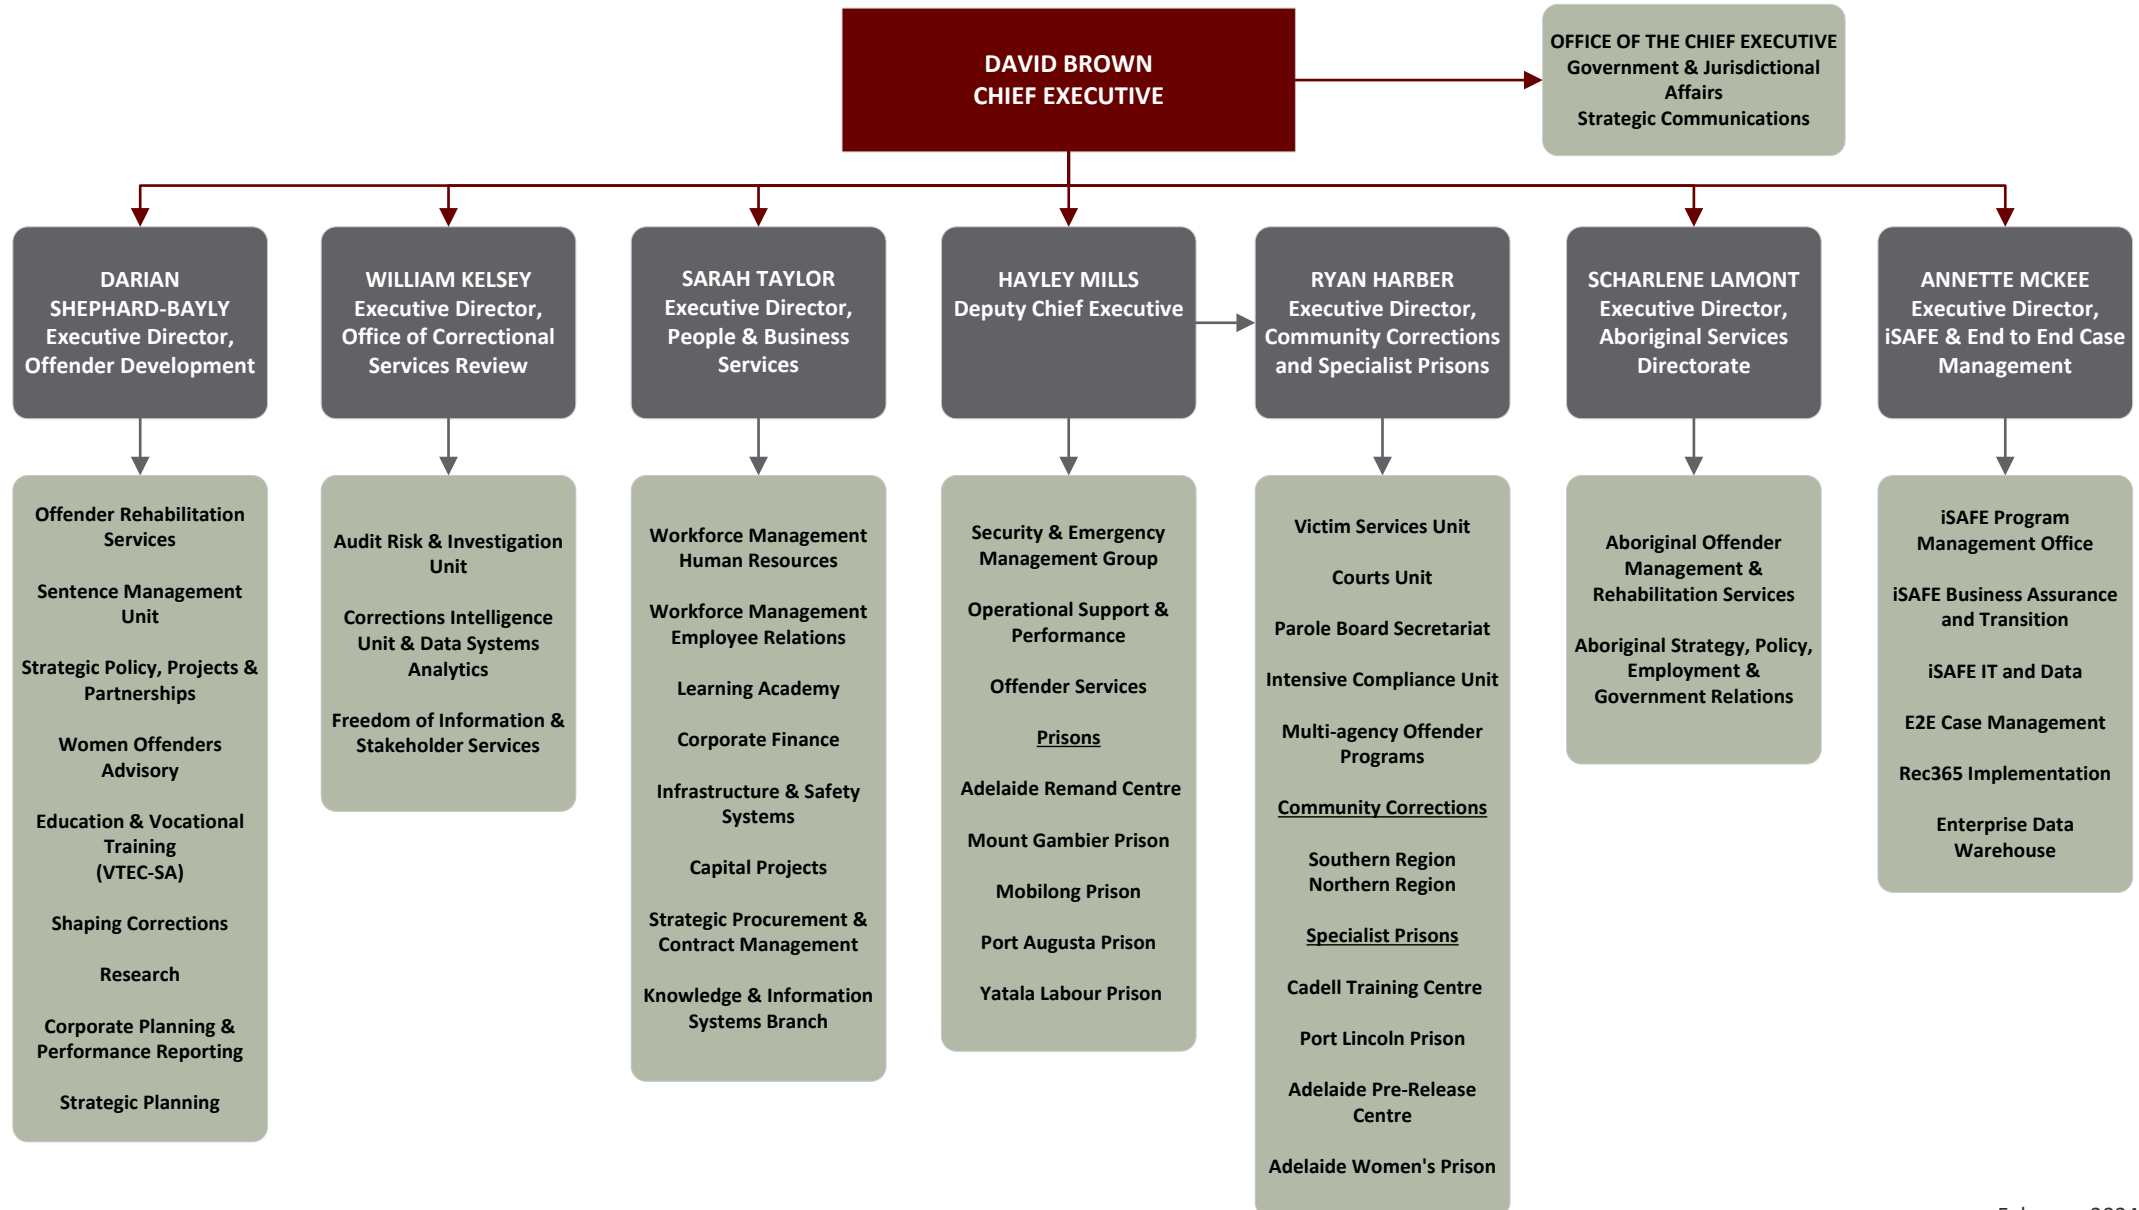 DAVID BROWN
CHIEF EXECUTIVE
OFFICE OF THE CHIEF EXECUTIVE
Government & Jurisdictional
Affairs
Strategic Communications
DARIAN
SHEPHARD-BAYLY
Executive Director,
Offender Development
WILLIAM KELSEY
Executive Director,
Office of Correctional
Services Review
SARAH TAYLOR
Executive Director,
People & Business
Services
HAYLEY MILLS
Deputy Chief Executive
RYAN HARBER
Executive Director,
Community Corrections
and Specialist Prisons
SCHARLENE LAMONT
Executive Director,
Aboriginal Services
Directorate
ANNETTE MCKEE
Executive Director,
iSAFE & End to End Case
Management
Offender Rehabilitation
Services
Sentence Management
Unit
Strategic Policy, Projects &
Partnerships
Women Offenders
Advisory
Education & Vocational
Training
(VTEC-SA)
Shaping Corrections
Research
Corporate Planning &
Performance Reporting
Strategic Planning
Audit Risk & Investigation
Unit
Corrections Intelligence
Unit & Data Systems
Analytics
Freedom of Information &
Stakeholder Services
Workforce Management
Human Resources
Workforce Management
Employee Relations
Learning Academy
Corporate Finance
Infrastructure & Safety
Systems
Capital Projects
Strategic Procurement &
Contract Management
Knowledge & Information
Systems Branch
Security & Emergency
Management Group
Operational Support &
Performance
Offender Services
Prisons
Adelaide Remand Centre
Mount Gambier Prison
Mobilong Prison
Port Augusta Prison
Yatala Labour Prison
Victim Services Unit
Courts Unit
Parole Board Secretariat
Intensive Compliance Unit
Multi-agency Offender
Programs
Community Corrections
Southern Region
Northern Region
Specialist Prisons
Cadell Training Centre
Port Lincoln Prison
Adelaide Pre-Release
Centre
Adelaide Women's Prison
Aboriginal Offender
Management &
Rehabilitation Services
Aboriginal Strategy, Policy,
Employment &
Government Relations
iSAFE Program
Management Office
iSAFE Business Assurance
and Transition
iSAFE IT and Data
E2E Case Management
Rec365 Implementation
Enterprise Data
Warehouse